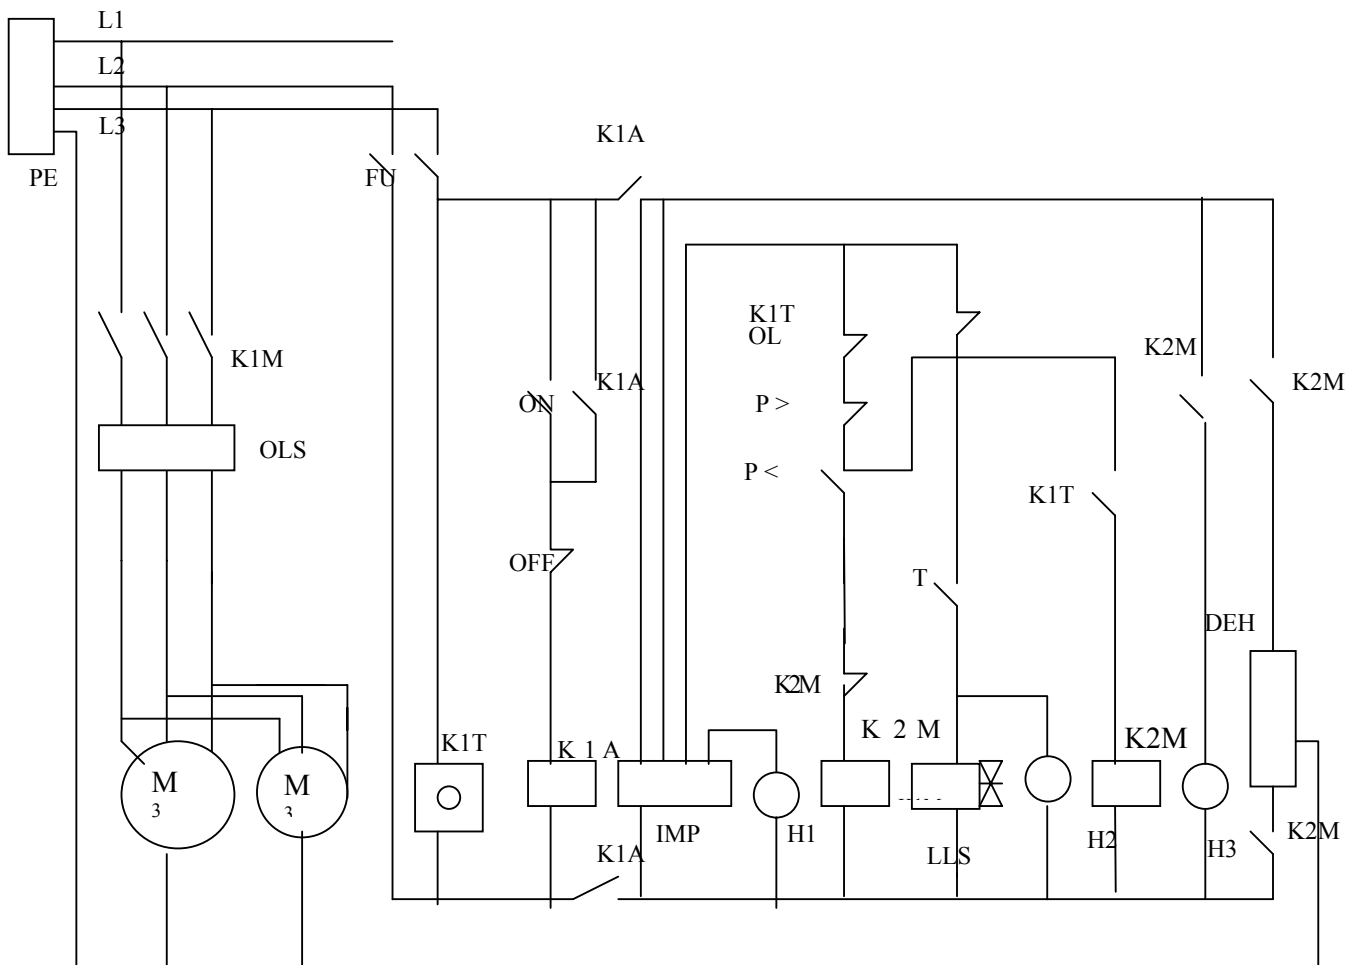 L1
L2
L3
PE
FU
K1A
K1T
OL
K2M
K1M
K1A
K2M
ON
P >
OLS
P <
K1T
OFF
T
DEH
K2M
K 2 M
K2M
K1T
K 1 A
M
3
M
3
IMP
H1
K2M
H2
H3
K1A
LLS